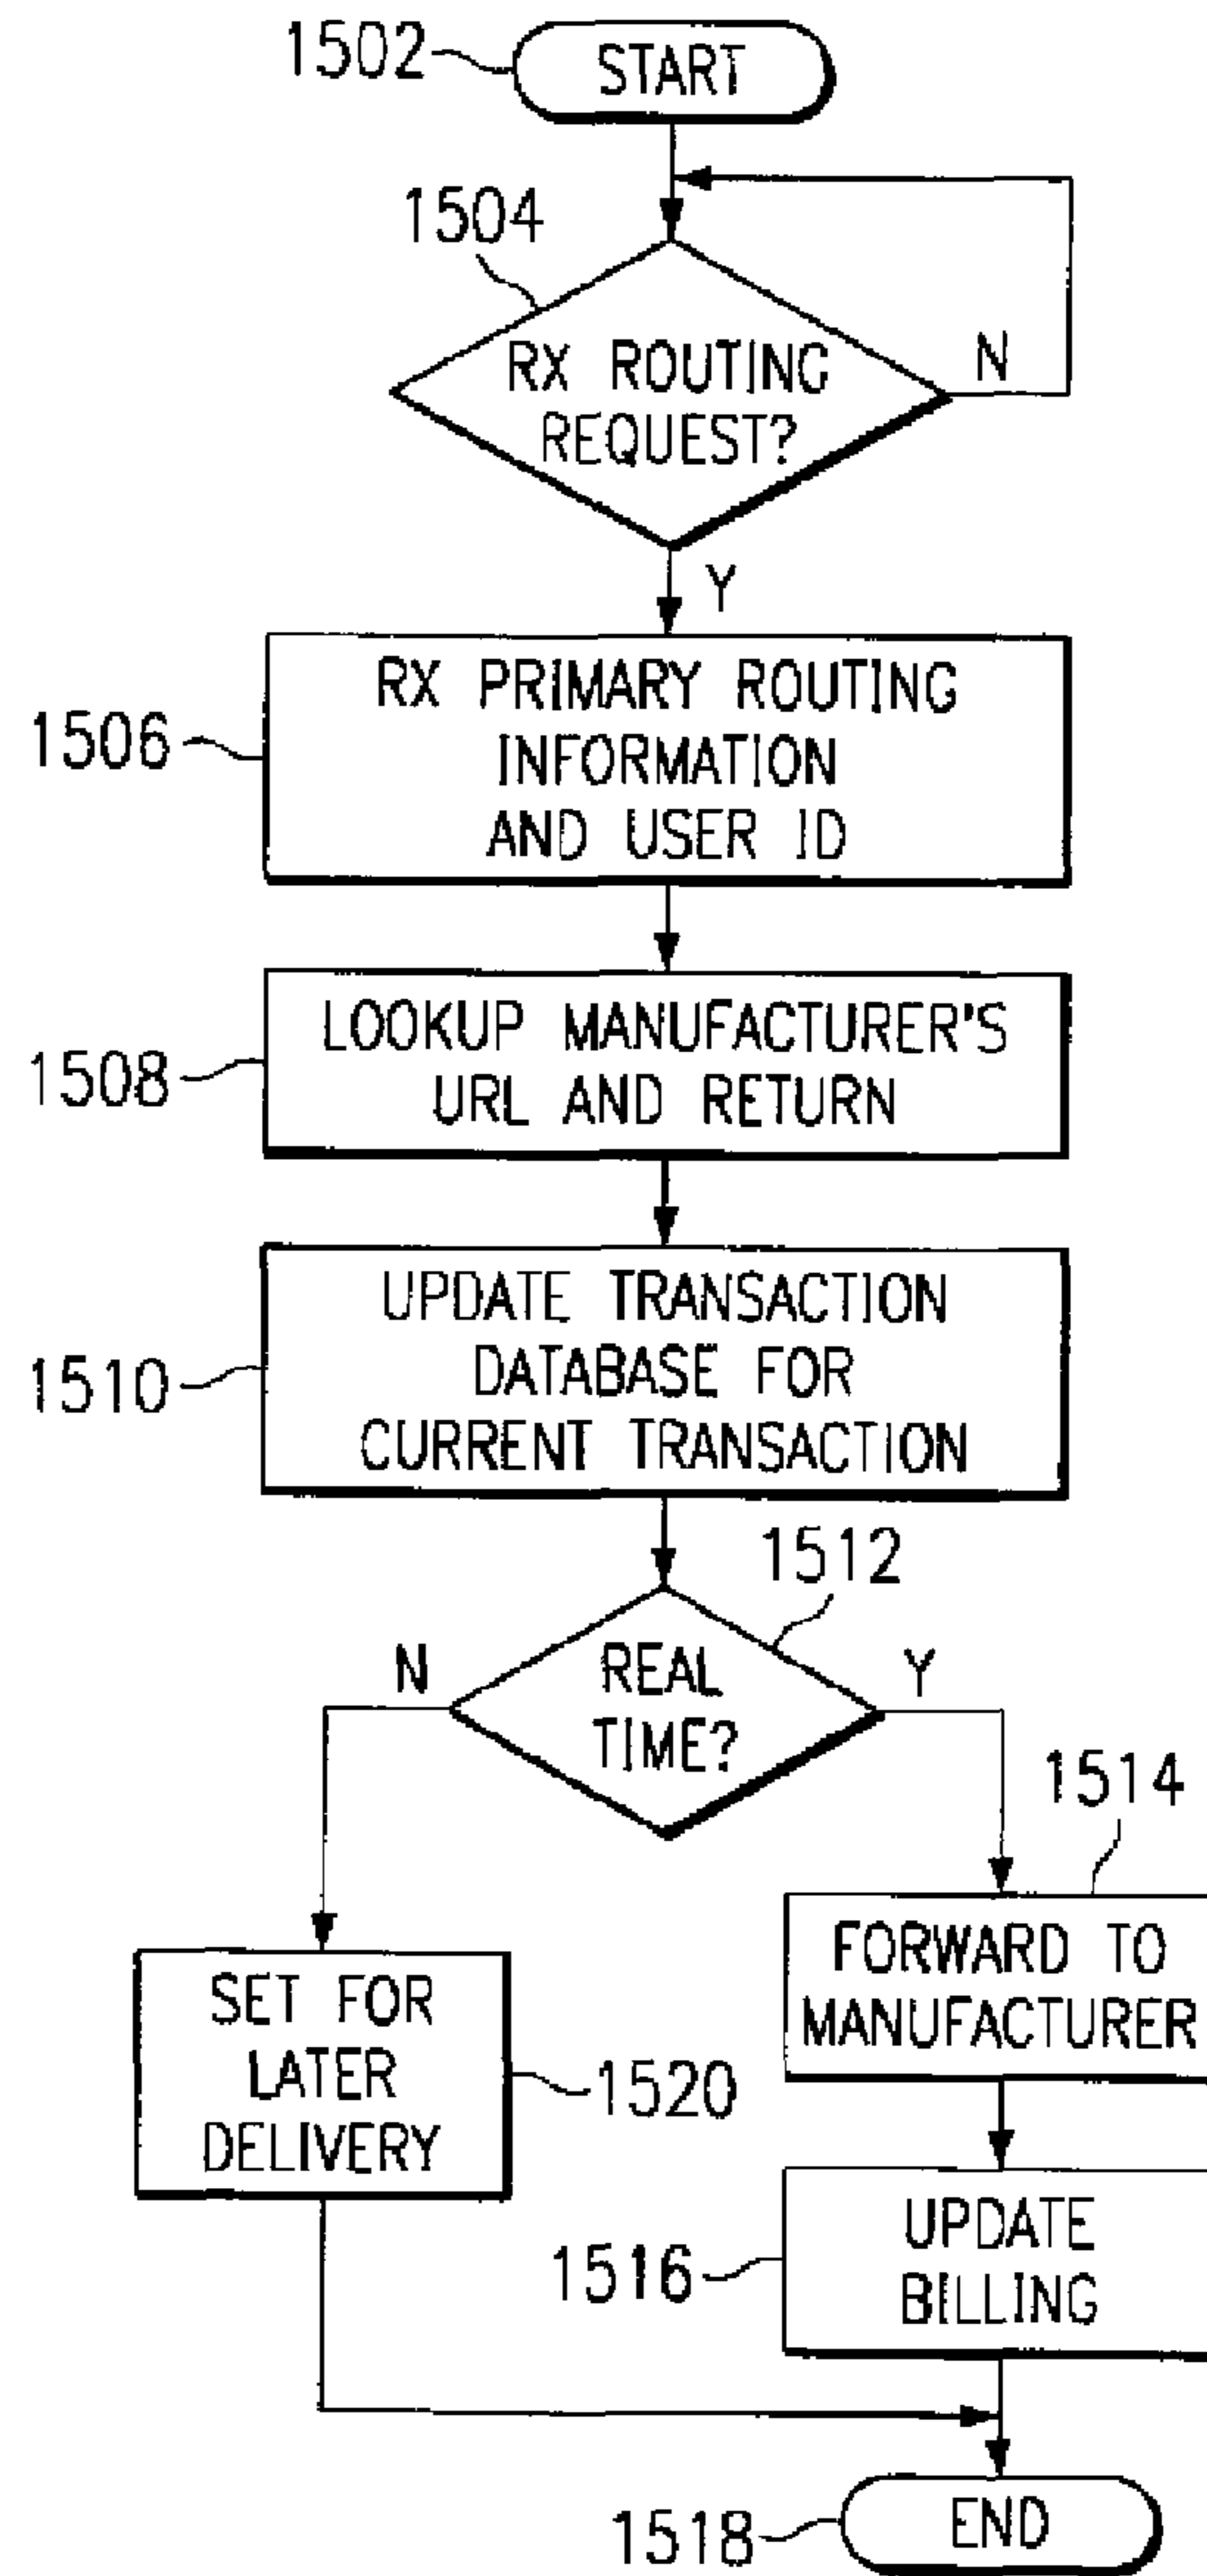 1502
START
1504
RX ROUTING
REQUEST?
N
Y
1506
RX PRIMARY ROUTING
INFORMATION
AND USER ID
1508
LOOKUP MANUFACTURER'S
URL AND RETURN
1510
UPDATE TRANSACTION
DATABASE FOR
CURRENT TRANSACTION
1512
REAL
TIME?
N
Y
1514
FORWARD TO
MANUFACTURER
SET FOR
LATER
DELIVERY
1520
1516
UPDATE
BILLING
1518
END